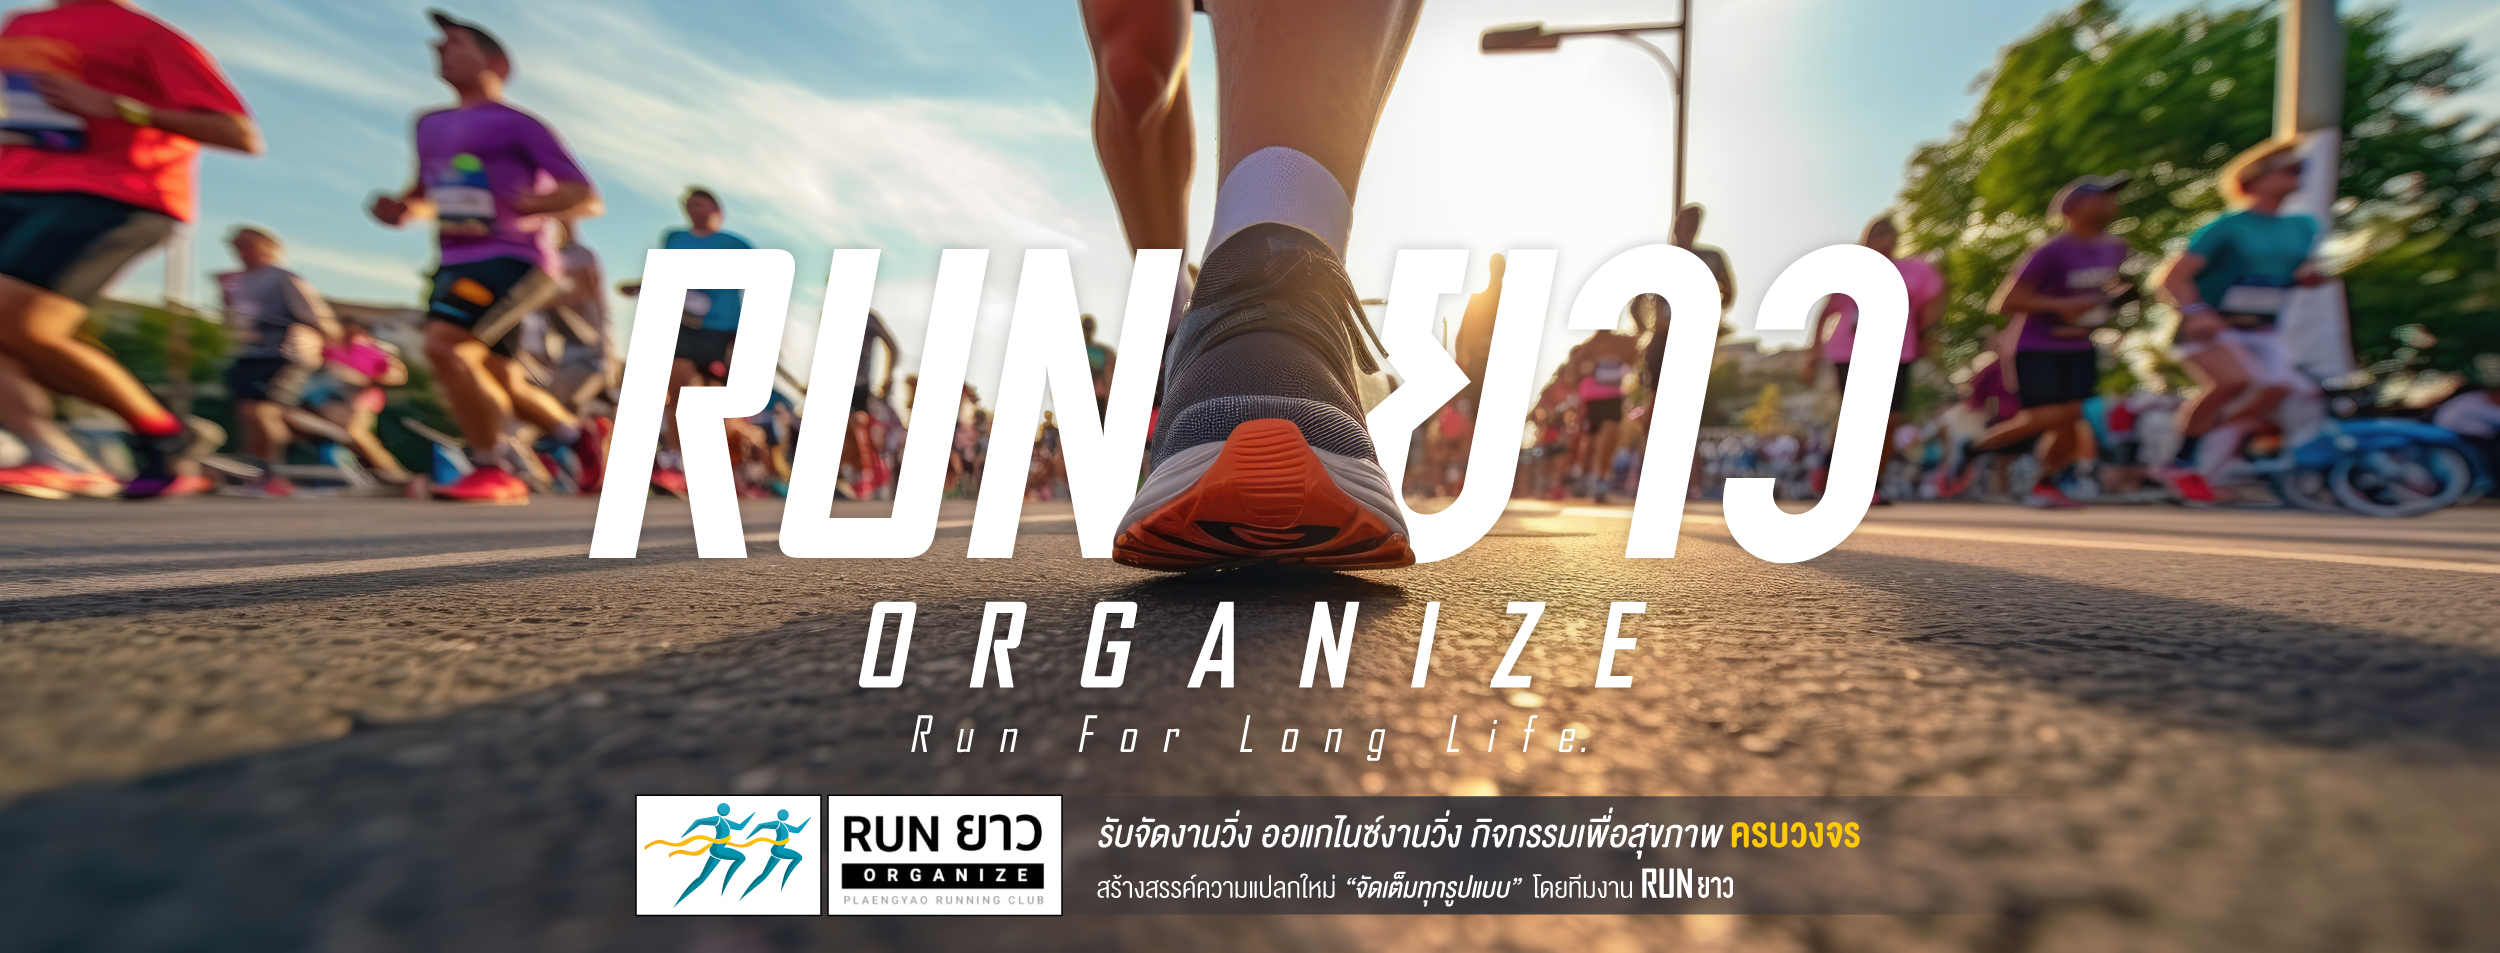 RUN ยาว
ORGANIZE
Run For Long Life.
RUN ยาว
ORGANIZE
PLAENGYAO RUNNING CLUB
รับจัดงานวิ่ง ออแกไนซ์งานวิ่ง กิจกรรมเพื่อสุขภาพ ครบวงจร
สร้างสรรค์ความแปลกใหม่ “จัดเต็มทุกรูปแบบ” โดยทีมงาน RUN ยาว